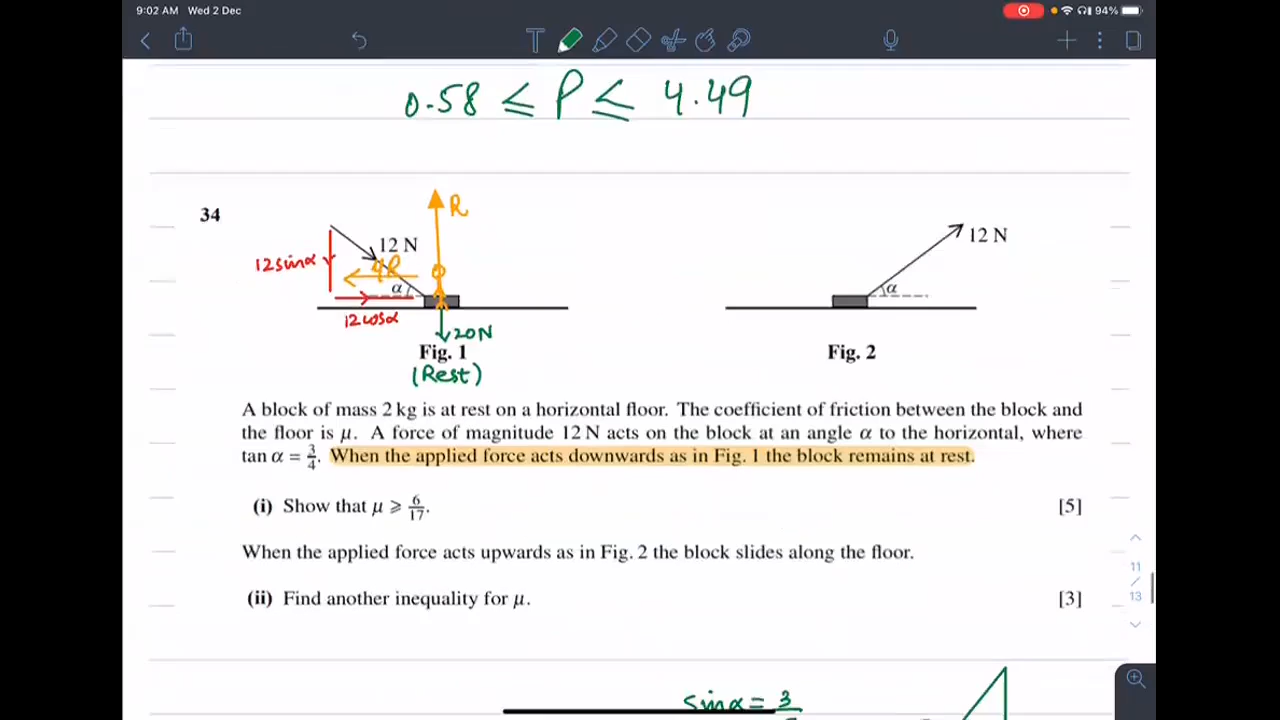 9:02 AM Wed 2 Dec
94%
0.58 ≤ P ≤ 4.49
34
R
12 N
12sinα
α
12cosα
20N
Fig. 1
(Rest)
12 N
α
Fig. 2
A block of mass 2 kg is at rest on a horizontal floor. The coefficient of friction between the block and
the floor is μ. A force of magnitude 12 N acts on the block at an angle α to the horizontal, where
tan α = 3/4. When the applied force acts downwards as in Fig. 1 the block remains at rest.
(i) Show that μ ⩾ 6/17. [5]
When the applied force acts upwards as in Fig. 2 the block slides along the floor.
(ii) Find another inequality for μ. [3]
11
/
13
sinα = 3/